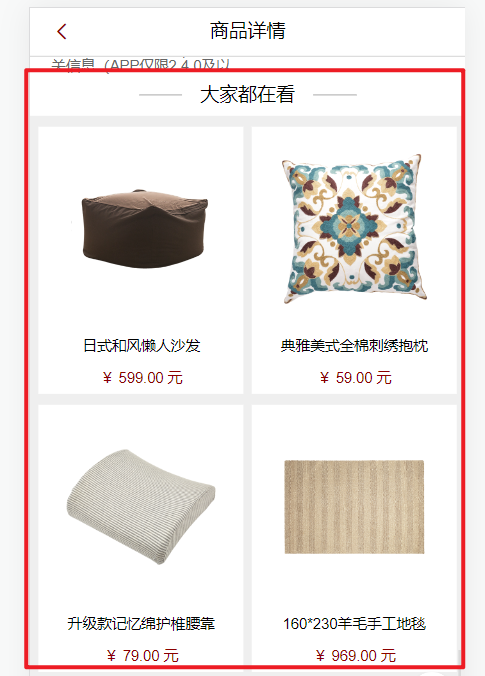 商品详情
关信息（APP仅限2.4.0及以
大家都在看
日式和风懒人沙发
典雅美式全棉刺绣抱枕
¥ 599.00 元
¥ 59.00 元
升级款记忆绵护椎腰靠
160*230羊毛手工地毯
¥ 79.00 元
¥ 969.00 元